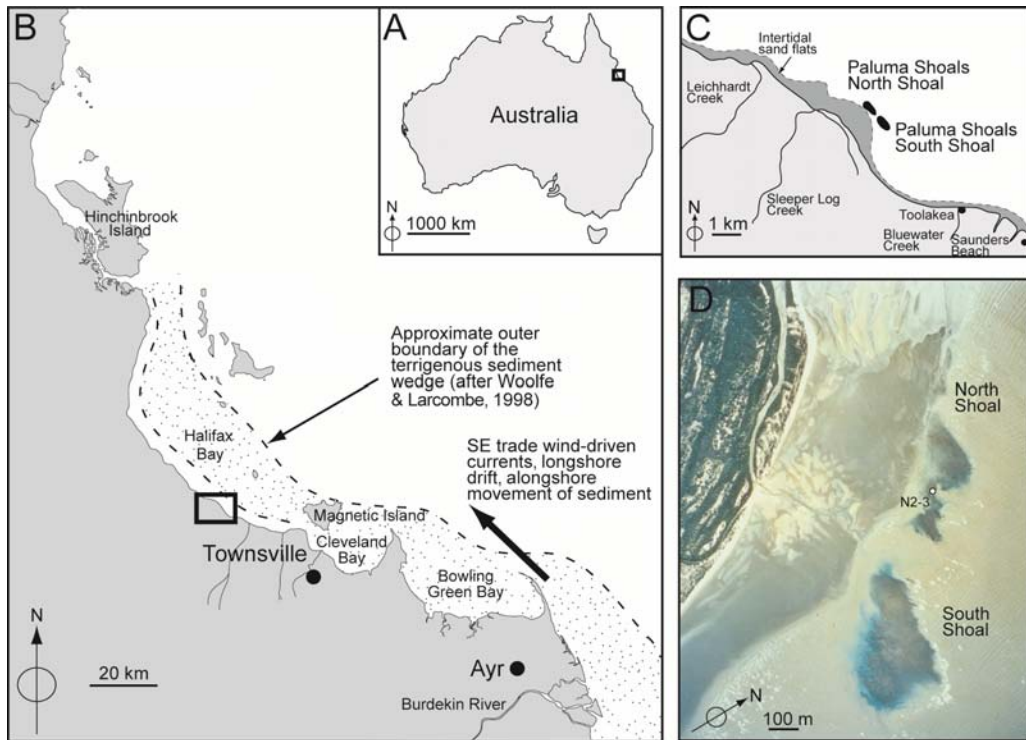 B
Hinchinbrook
Island
Approximate outer
boundary of the
terrigenous sediment
wedge (after Woolfe
& Larcombe, 1998)
Halifax
Bay
SE trade wind-driven
currents, longshore
drift, alongshore
movement of sediment
Magnetic Island
Cleveland
Bay
Townsville
Bowling
Green Bay
Ayr
Burdekin River
N
20 km
A
Australia
N
1000 km
C
Intertidal
sand flats
Leichhardt
Creek
Paluma Shoals
North Shoal
Paluma Shoals
South Shoal
Sleeper Log
Creek
Toolakea
Bluewater
Creek
Saunders
Beach
N
1 km
D
North
Shoal
N2-3
South
Shoal
N
100 m